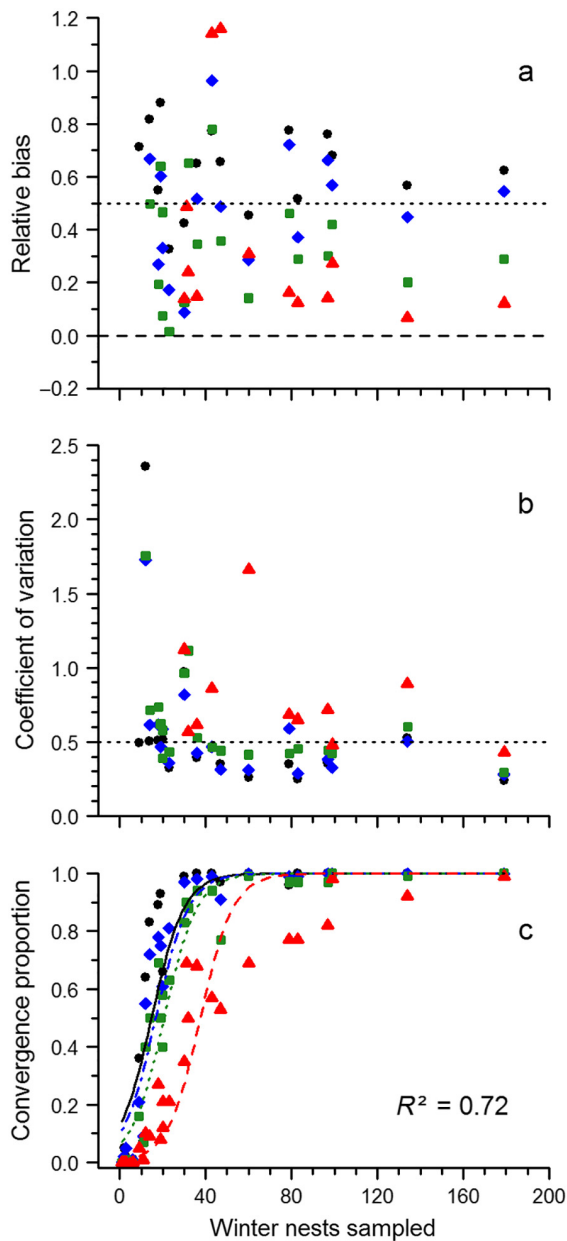 a
Relative bias
1.2
1.0
0.8
0.6
0.4
0.2
0.0
−0.2
b
Coefficient of variation
2.5
2.0
1.5
1.0
0.5
0.0
c
Convergence proportion
1.0
0.8
0.6
0.4
0.2
0.0
R² = 0.72
0 40 80 120 160 200
Winter nests sampled